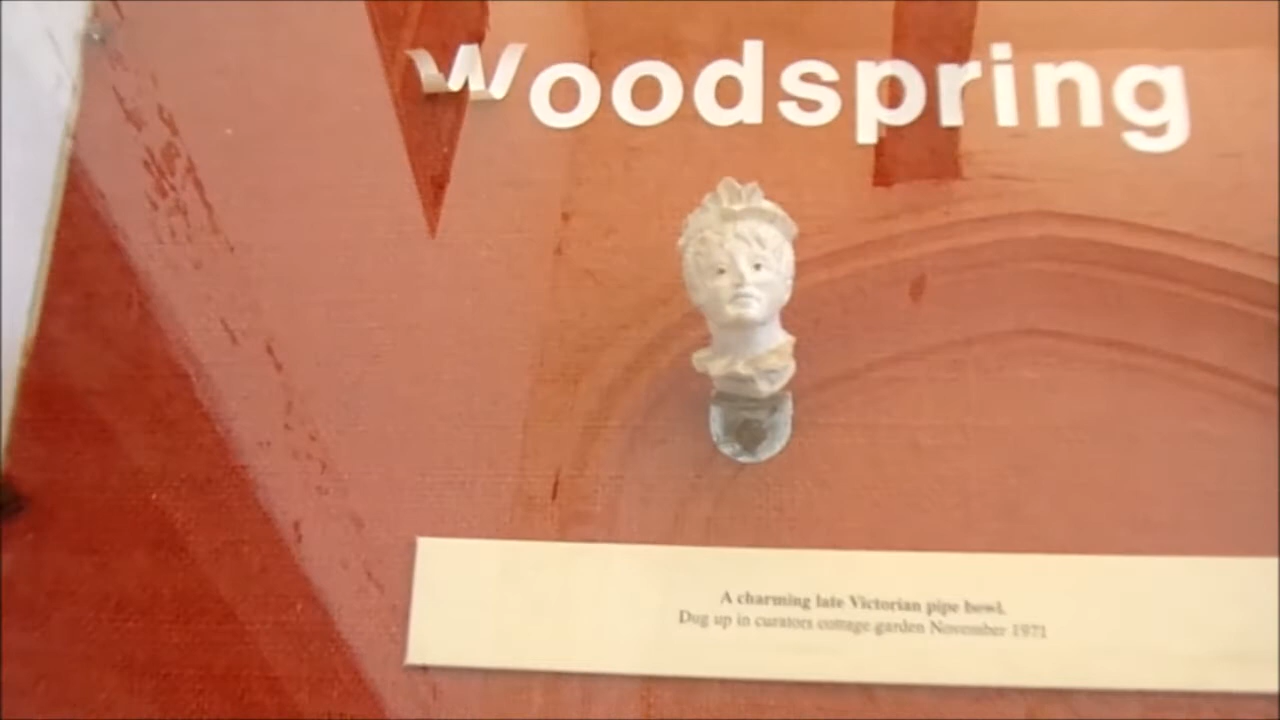 Woodspring
A charming late Victorian pipe bowl.
Dug up in curators cottage garden November 1971